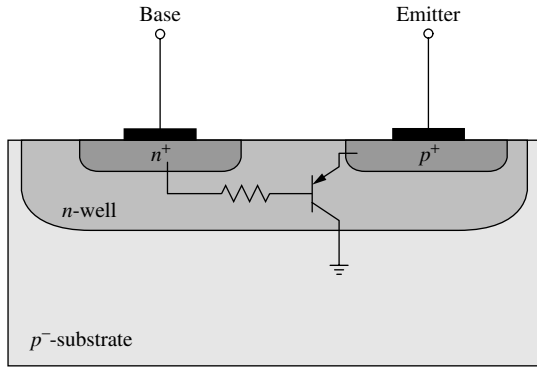 Base
Emitter
n⁺
p⁺
n-well
p⁻-substrate